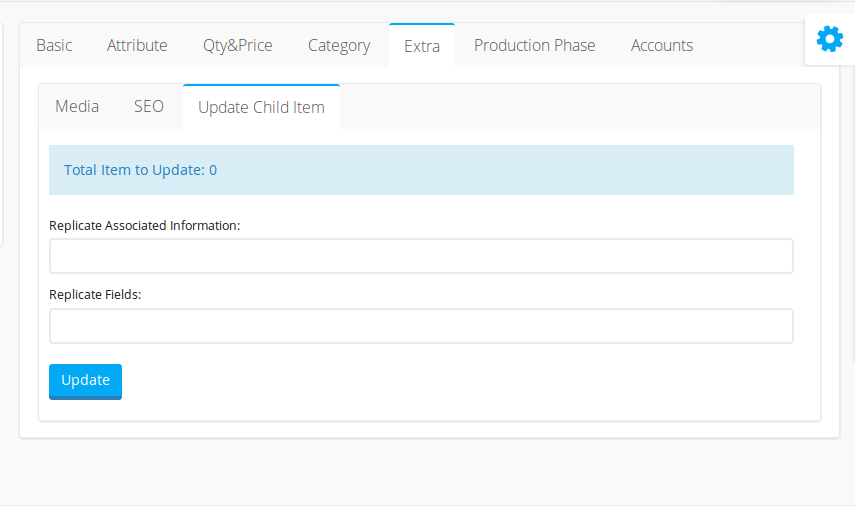 Basic Attribute Qty&Price Category Extra Production Phase Accounts
Media SEO Update Child Item
Total Item to Update: 0
Replicate Associated Information:
Replicate Fields:
Update